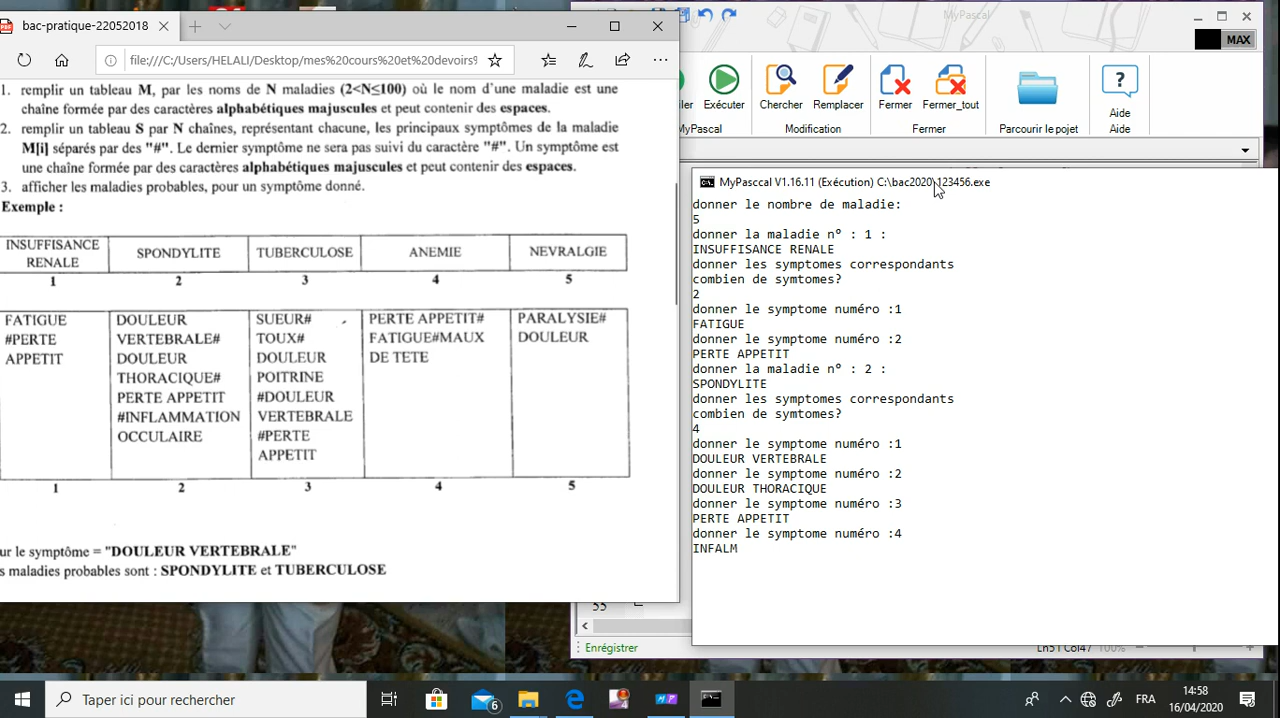 bac-pratique-22052018
file:///C:/Users/HELALI/Desktop/mes%20cours%20et%20devoirs%
1. remplir un tableau M, par les noms de N maladies (2<N≤100) où le nom d'une maladie est une
chaîne formée par des caractères alphabétiques majuscules et peut contenir des espaces.
2. remplir un tableau S par N chaînes, représentant chacune, les principaux symptômes de la maladie
M[i] séparés par des "#". Le dernier symptôme ne sera pas suivi du caractère "#". Un symptôme est
une chaîne formée par des caractères alphabétiques majuscules et peut contenir des espaces.
3. afficher les maladies probables, pour un symptôme donné.
Exemple :
INSUFFISANCE
RENALE
SPONDYLITE
TUBERCULOSE
ANEMIE
NEVRALGIE
1 2 3 4 5
FATIGUE
#PERTE
APPETIT
DOULEUR
VERTEBRALE#
DOULEUR
THORACIQUE#
PERTE APPETIT
#INFLAMMATION
OCCULAIRE
SUEUR#
TOUX#
DOULEUR
POITRINE
#DOULEUR
VERTEBRALE
#PERTE
APPETIT
PERTE APPETIT#
FATIGUE#MAUX
DE TETE
PARALYSIE#
DOULEUR
1 2 3 4 5
ur le symptôme = "DOULEUR VERTEBRALE"
s maladies probables sont : SPONDYLITE et TUBERCULOSE
MyPascal
MAX
iler
Exécuter
Chercher
Remplacer
Fermer
Fermer_tout
Parcourir le projet
?
Aide
MyPascal
Modification
Fermer
Aide
MyPasccal V1.16.11 (Exécution) C:\bac2020\123456.exe
donner le nombre de maladie:
5
donner la maladie n° : 1 :
INSUFFISANCE RENALE
donner les symptomes correspondants
combien de symtomes?
2
donner le symptome numéro :1
FATIGUE
donner le symptome numéro :2
PERTE APPETIT
donner la maladie n° : 2 :
SPONDYLITE
donner les symptomes correspondants
combien de symtomes?
4
donner le symptome numéro :1
DOULEUR VERTEBRALE
donner le symptome numéro :2
DOULEUR THORACIQUE
donner le symptome numéro :3
PERTE APPETIT
donner le symptome numéro :4
INFALM
55
Enrégistrer
Ln51 Col47 100%
Taper ici pour rechercher
6
FRA
14:58
16/04/2020